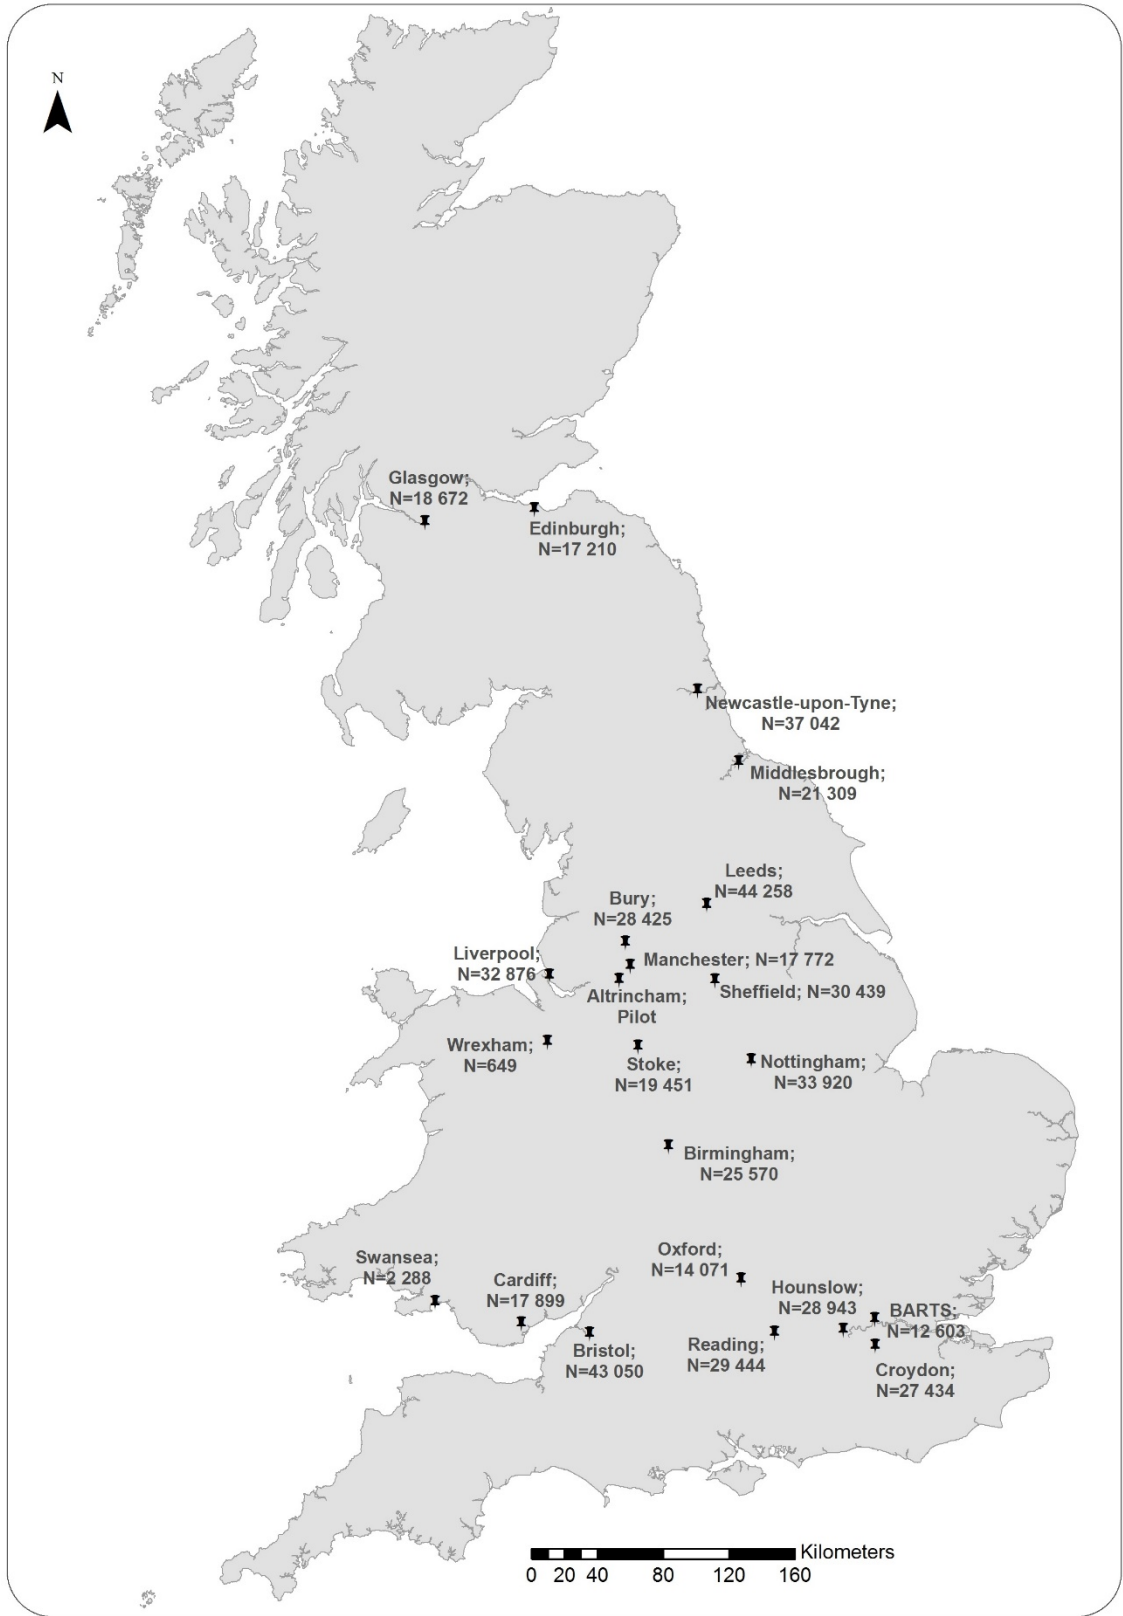 N
Glasgow;
N=18 672
Edinburgh;
N=17 210
Newcastle-upon-Tyne;
N=37 042
Middlesbrough;
N=21 309
Leeds;
N=44 258
Bury;
N=28 425
Liverpool;
N=32 876
Manchester; N=17 772
Altrincham;
Pilot
Sheffield; N=30 439
Wrexham;
N=649
Stoke;
N=19 451
Nottingham;
N=33 920
Birmingham;
N=25 570
Swansea;
N=2 288
Cardiff;
N=17 899
Oxford;
N=14 071
Hounslow;
N=28 943
BARTS;
N=12 603
Bristol;
N=43 050
Reading;
N=29 444
Croydon;
N=27 434
Kilometers
0 20 40 80 120 160